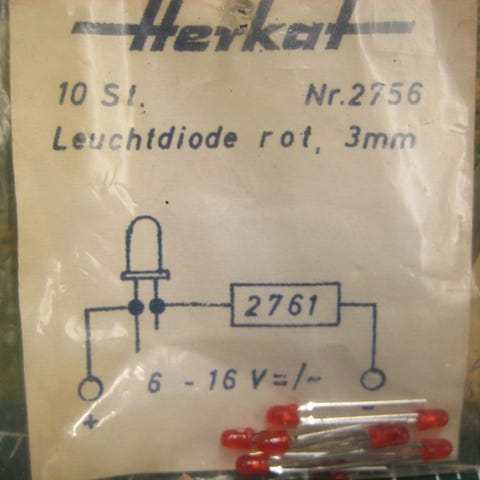 Herkat
10 St. Nr.2756
Leuchtdiode rot, 3mm
2761
6 - 16 V=/~
+ -